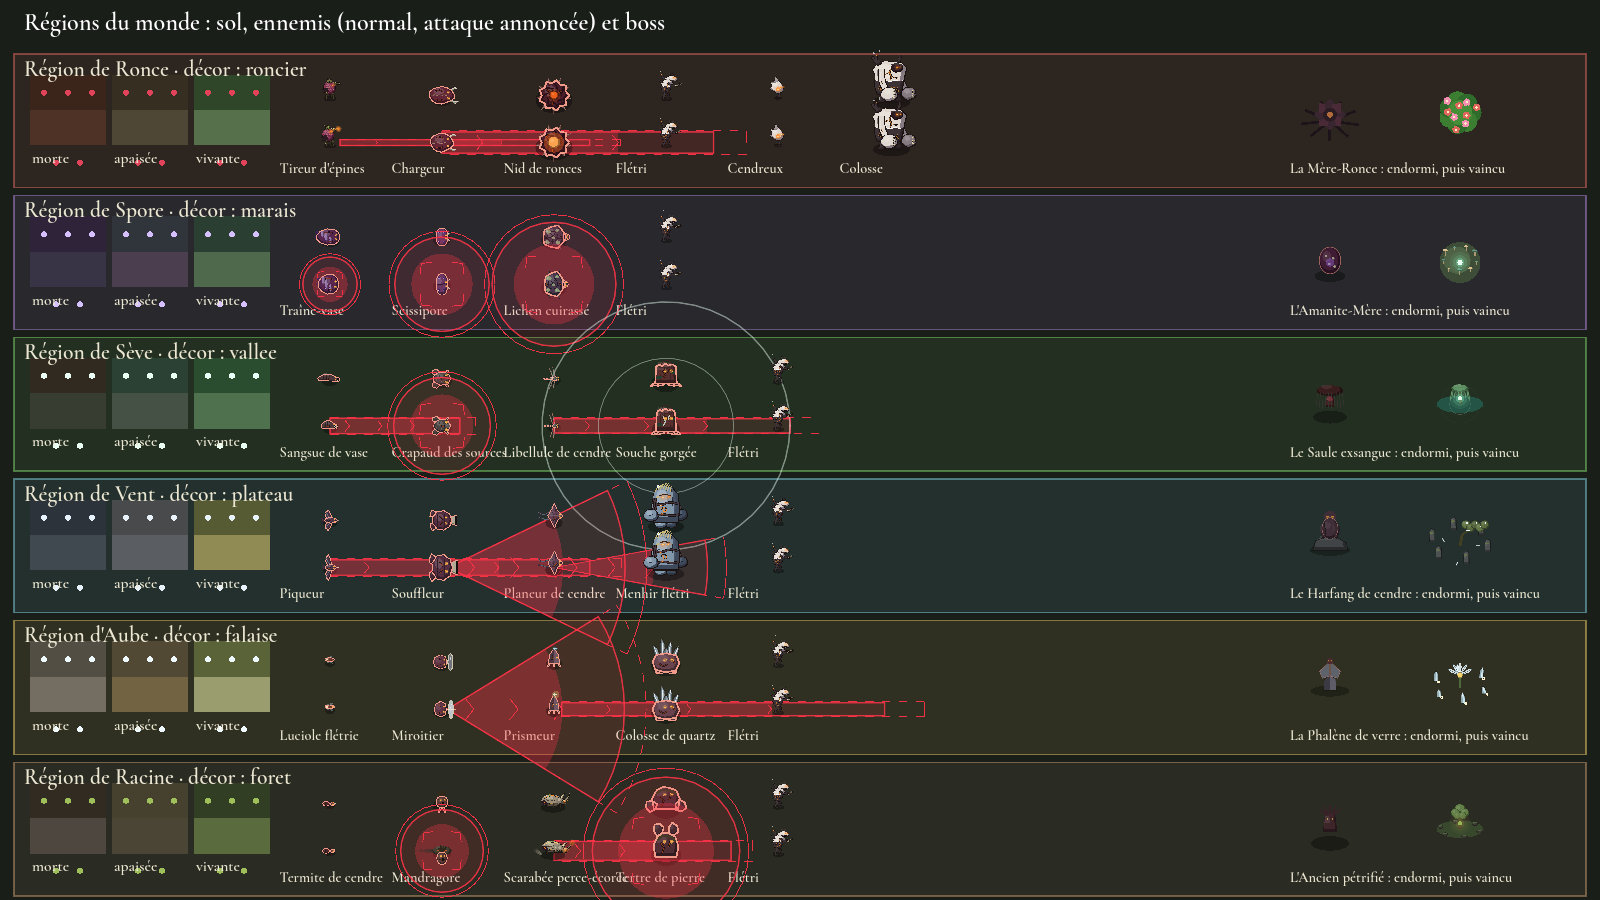 Régions du monde : sol, ennemis (normal, attaque annoncée) et boss
Région de Ronce · décor : roncier
morte apaisée vivante
Tireur d'épines Chargeur Nid de ronces Flétri Cendreux Colosse La Mère-Ronce : endormi, puis vaincu
Région de Spore · décor : marais
morte apaisée vivante
Traîne-vase Scissipore Lichen cuirassé Flétri L'Amanite-Mère : endormi, puis vaincu
Région de Sève · décor : vallee
morte apaisée vivante
Sangsue de vase Crapaud des sources Libellule de cendre Souche gorgée Flétri Le Saule exsangue : endormi, puis vaincu
Région de Vent · décor : plateau
morte apaisée vivante
Piqueur Souffleur Planeur de cendre Menhir flétri Flétri Le Harfang de cendre : endormi, puis vaincu
Région d'Aube · décor : falaise
morte apaisée vivante
Luciole flétrie Miroitier Prismeur Colosse de quartz Flétri La Phalène de verre : endormi, puis vaincu
Région de Racine · décor : foret
morte apaisée vivante
Termite de cendre Mandragore Scarabée perce-écorce Tertre de pierre Flétri L'Ancien pétrifié : endormi, puis vaincu